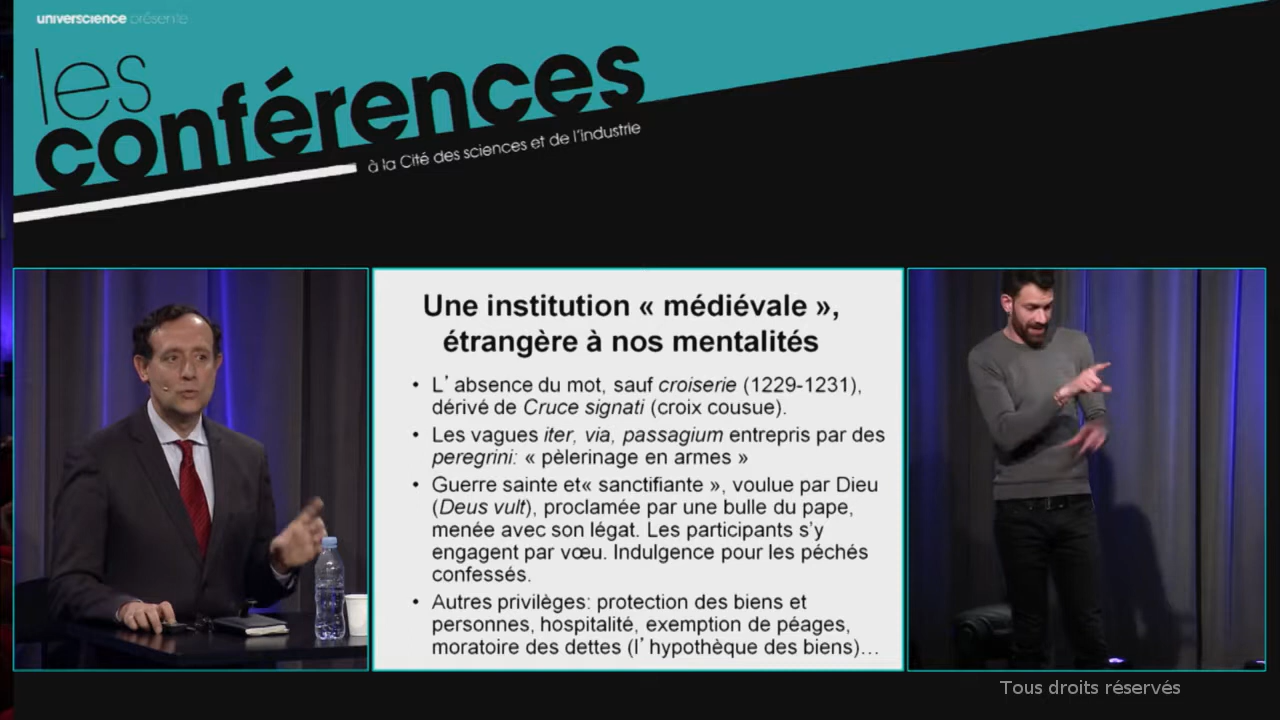 universcience présente
les
conférences
à la Cité des sciences et de l'industrie
Une institution « médiévale »,
étrangère à nos mentalités
• L'absence du mot, sauf croiserie (1229-1231),
dérivé de Cruce signati (croix cousue).
• Les vagues iter, via, passagium entrepris par des
peregrini: « pèlerinage en armes »
• Guerre sainte et« sanctifiante », voulue par Dieu
(Deus vult), proclamée par une bulle du pape,
menée avec son légat. Les participants s'y
engagent par vœu. Indulgence pour les péchés
confessés.
• Autres privilèges: protection des biens et
personnes, hospitalité, exemption de péages,
moratoire des dettes (l'hypothèque des biens)…
Tous droits réservés